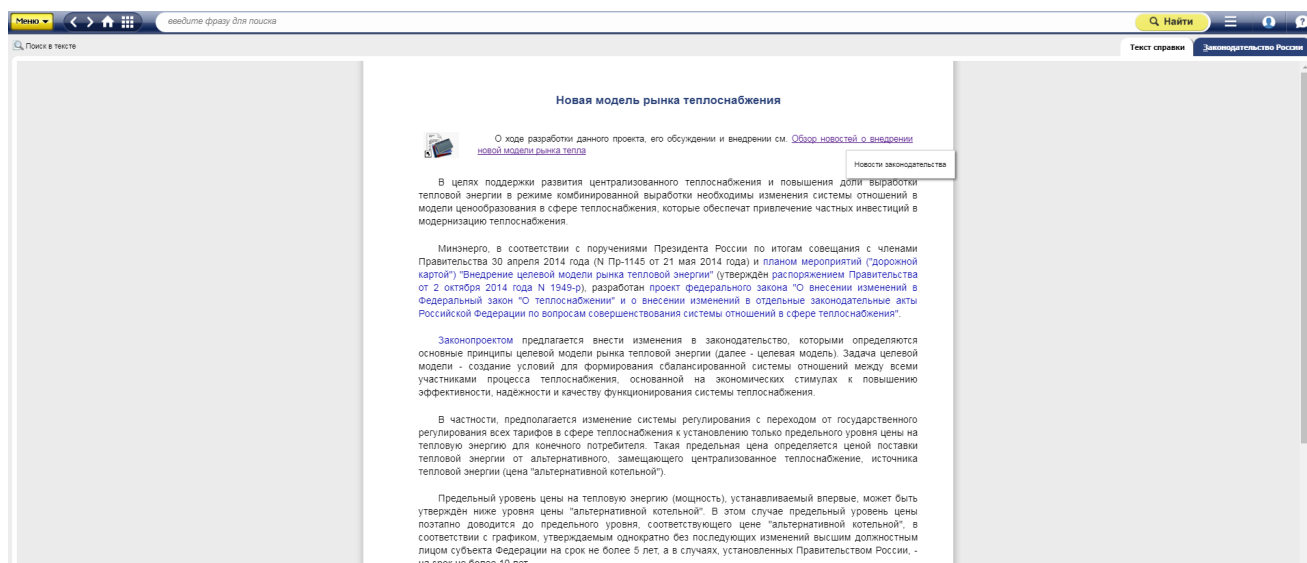 Меню
введите фразу для поиска
Найти
Поиск в тексте
Текст справки
Законодательство России
Новая модель рынка теплоснабжения
О ходе разработки данного проекта, его обсуждении и внедрении см. Обзор новостей о внедрении
новой модели рынка тепла
Новости законодательства
В целях поддержки развития централизованного теплоснабжения и повышения доли выработки
тепловой энергии в режиме комбинированной выработки необходимы изменения системы отношений в
модели ценообразования в сфере теплоснабжения, которые обеспечат привлечение частных инвестиций в
модернизацию теплоснабжения.
Минэнерго, в соответствии с поручениями Президента России по итогам совещания с членами
Правительства 30 апреля 2014 года (N Пр-1145 от 21 мая 2014 года) и планом мероприятий ("дорожной
картой") "Внедрение целевой модели рынка тепловой энергии" (утверждён распоряжением Правительства
от 2 октября 2014 года N 1949-р), разработан проект федерального закона "О внесении изменений в
Федеральный закон "О теплоснабжении" и о внесении изменений в отдельные законодательные акты
Российской Федерации по вопросам совершенствования системы отношений в сфере теплоснабжения".
Законопроектом предлагается внести изменения в законодательство, которыми определяются
основные принципы целевой модели рынка тепловой энергии (далее - целевая модель). Задача целевой
модели - создание условий для формирования сбалансированной системы отношений между всеми
участниками процесса теплоснабжения, основанной на экономических стимулах к повышению
эффективности, надёжности и качеству функционирования системы теплоснабжения.
В частности, предполагается изменение системы регулирования с переходом от государственного
регулирования всех тарифов в сфере теплоснабжения к установлению только предельного уровня цены на
тепловую энергию для конечного потребителя. Такая предельная цена определяется ценой поставки
тепловой энергии от альтернативного, замещающего централизованное теплоснабжение, источника
тепловой энергии (цена "альтернативной котельной").
Предельный уровень цены на тепловую энергию (мощность), устанавливаемый впервые, может быть
утверждён ниже уровня цены "альтернативной котельной". В этом случае предельный уровень цены
поэтапно доводится до предельного уровня, соответствующего цене "альтернативной котельной", в
соответствии с графиком, утверждаемым однократно без последующих изменений высшим должностным
лицом субъекта Федерации на срок не более 5 лет, а в случаях, установленных Правительством России, -
на срок не более 10 лет.